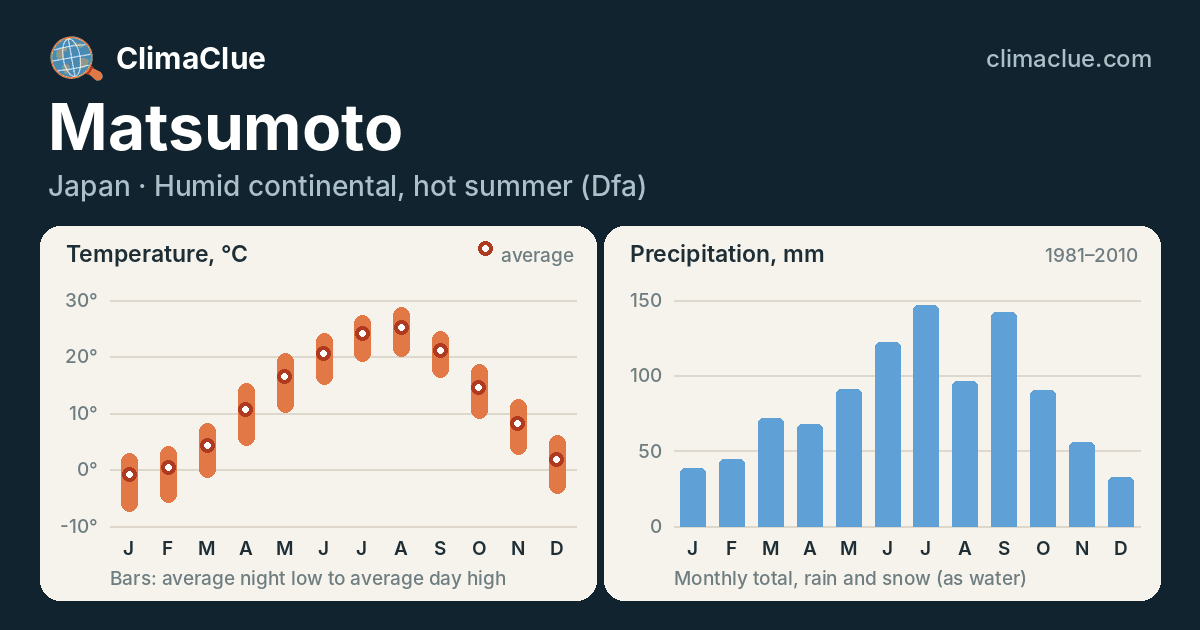 ClimaClue
climaclue.com
Matsumoto
Japan · Humid continental, hot summer (Dfa)
Temperature, °C
average
30°
20°
10°
0°
-10°
J F M A M J J A S O N D
Bars: average night low to average day high
Precipitation, mm
1981–2010
150
100
50
0
J F M A M J J A S O N D
Monthly total, rain and snow (as water)